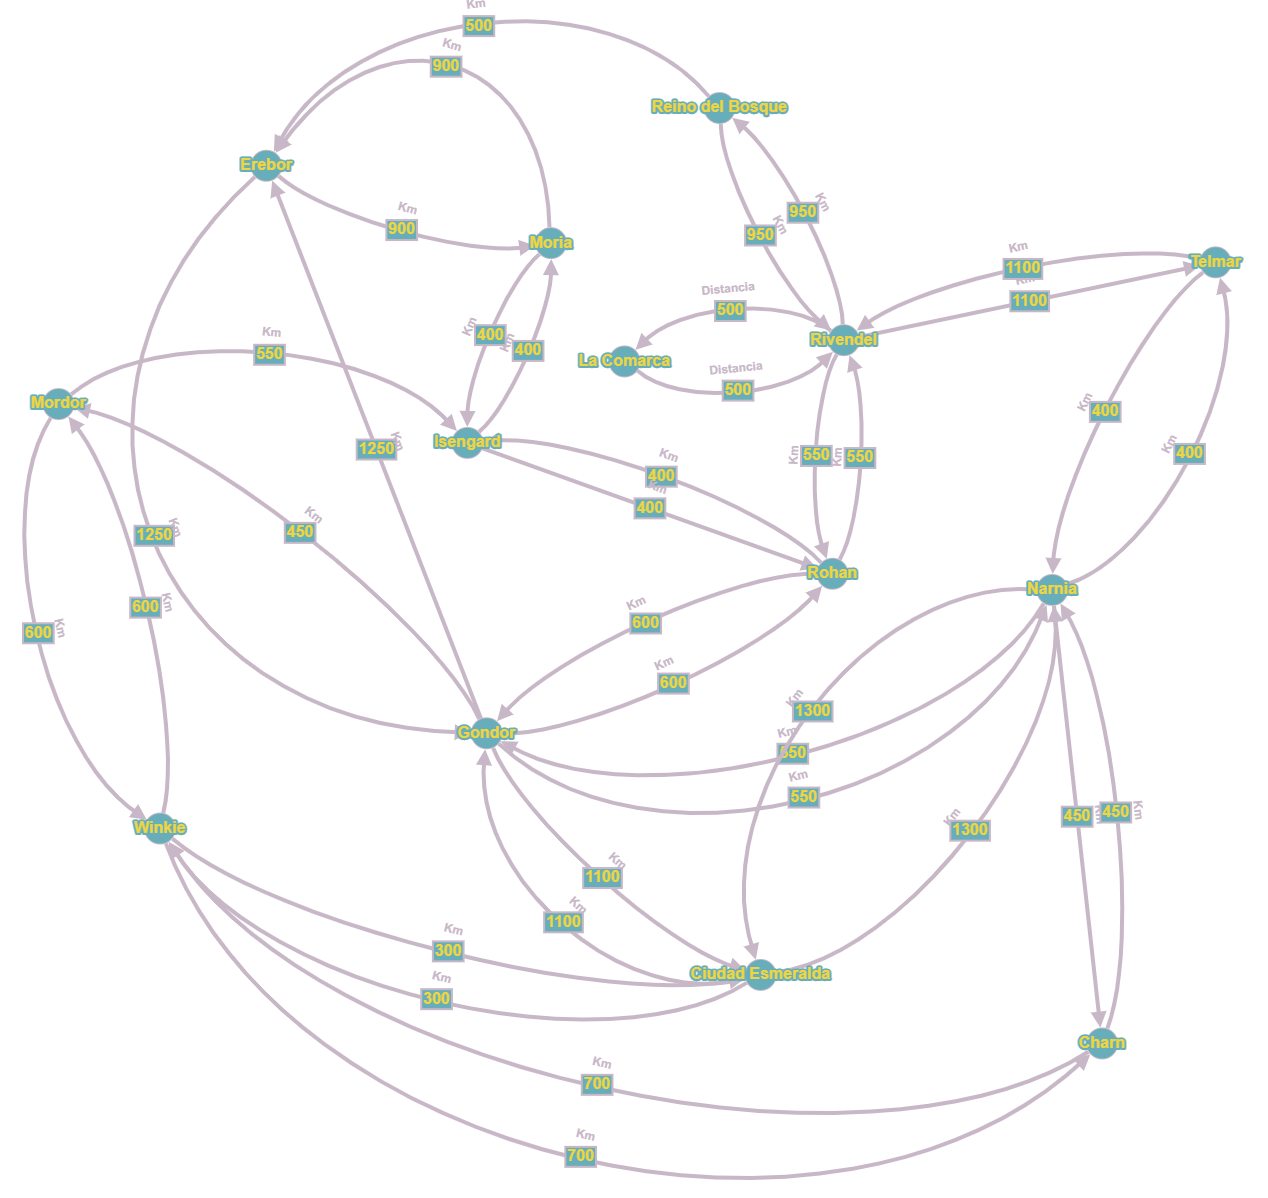 Km
500
Km
900
Reino del Bosque
Erebor
Km
950
Km
900
Km
950
Moria
Km
1100
Telmar
Km
1100
Distancia
500
Km
400
Km
400
Km
550
Rivendel
La Comarca
Distancia
500
Mordor
Km
400
Isengard
Km
1250
Km
400
Km
550
Km
550
Km
400
Km
400
Km
450
Km
1250
Rohan
Narnia
Km
600
Km
600
Km
600
Km
600
Km
1300
Gondor
Km
550
Km
550
Km
450
Km
450
Winkie
Km
1300
Km
1100
Km
1100
Km
300
Ciudad Esmeralda
Km
300
Charn
Km
700
Km
700